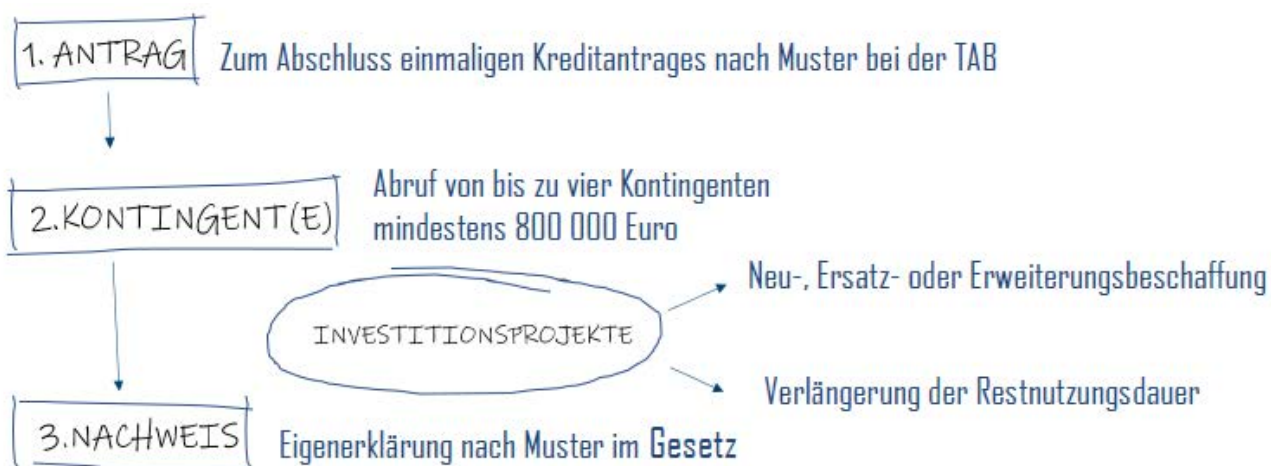 1. ANTRAG
Zum Abschluss einmaligen Kreditantrages nach Muster bei der TAB
2.KONTINGENT(E)
Abruf von bis zu vier Kontingenten
mindestens 800 000 Euro
INVESTITIONSPROJEKTE
Neu-, Ersatz- oder Erweiterungsbeschaffung
Verlängerung der Restnutzungsdauer
3.NACHWEIS
Eigenerklärung nach Muster im Gesetz